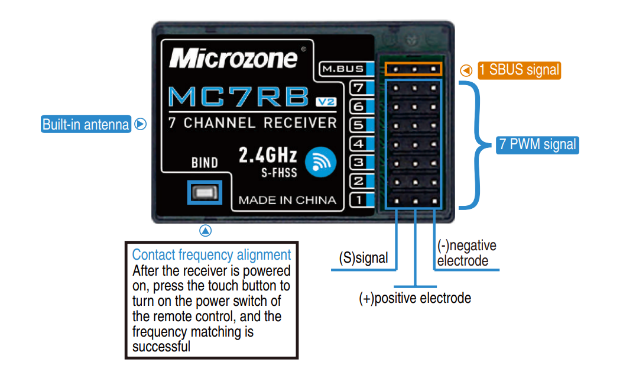 Microzone
M.BUS
1 SBUS signal
MC7RB V2
7
6
5
4
3
2
1
7 CHANNEL RECEIVER
Built-in antenna
7 PWM signal
BIND
2.4GHz
S-FHSS
MADE IN CHINA
Contact frequency alignment
After the receiver is powered
on, press the touch button to
turn on the power switch of
the remote control, and the
frequency matching is
successful
(S)signal
(-)negative
electrode
(+)positive electrode